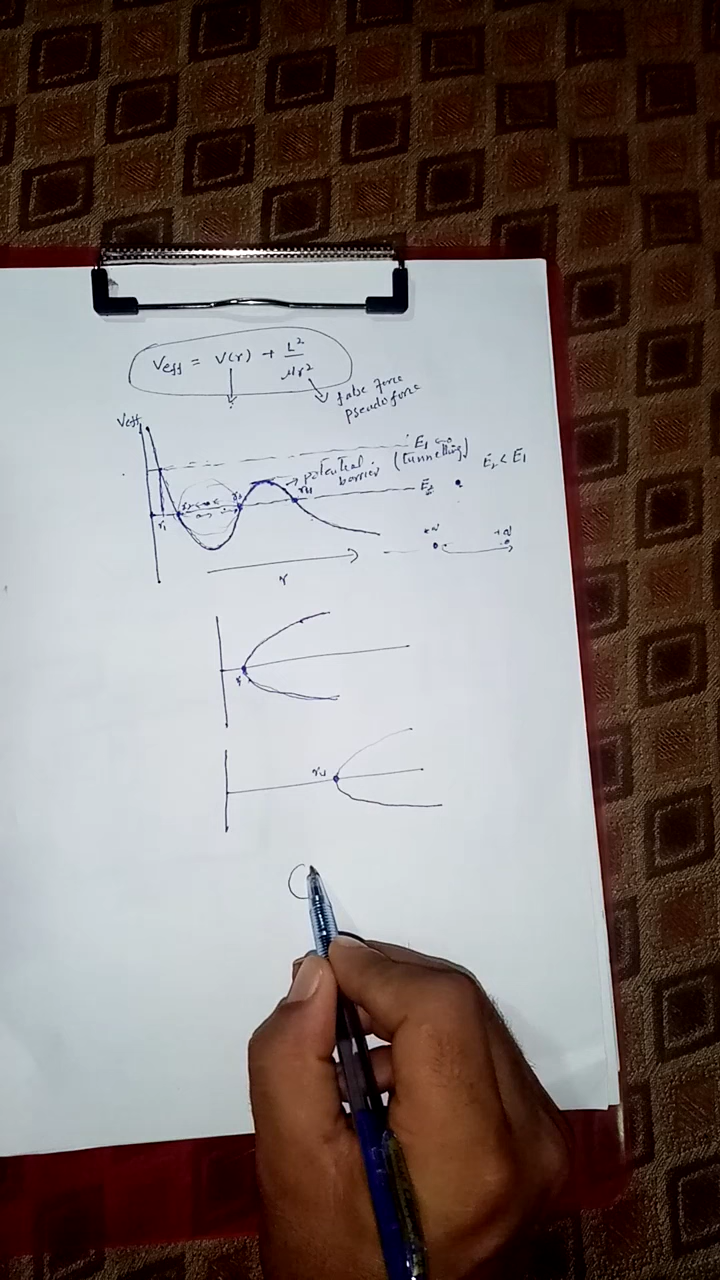 Veff = V(r) + L²/μr²
false force
pseudo force
Veff
E₁
potential (tunnelling)
barrier
E₂ < E₁
E₂
r₁
r₂
r₃
r₄
+a
+a
r
r₁
r₄